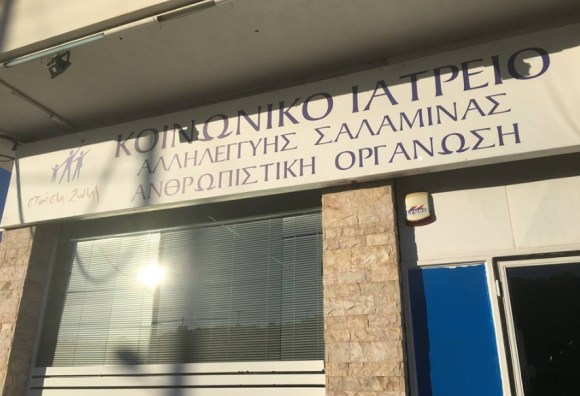 ΚΟΙΝΩΝΙΚΟ ΙΑΤΡΕΙΟ
ΑΛΛΗΛΕΓΓΥΗΣ ΣΑΛΑΜΙΝΑΣ
ΑΝΘΡΩΠΙΣΤΙΚΗ ΟΡΓΑΝΩΣΗ